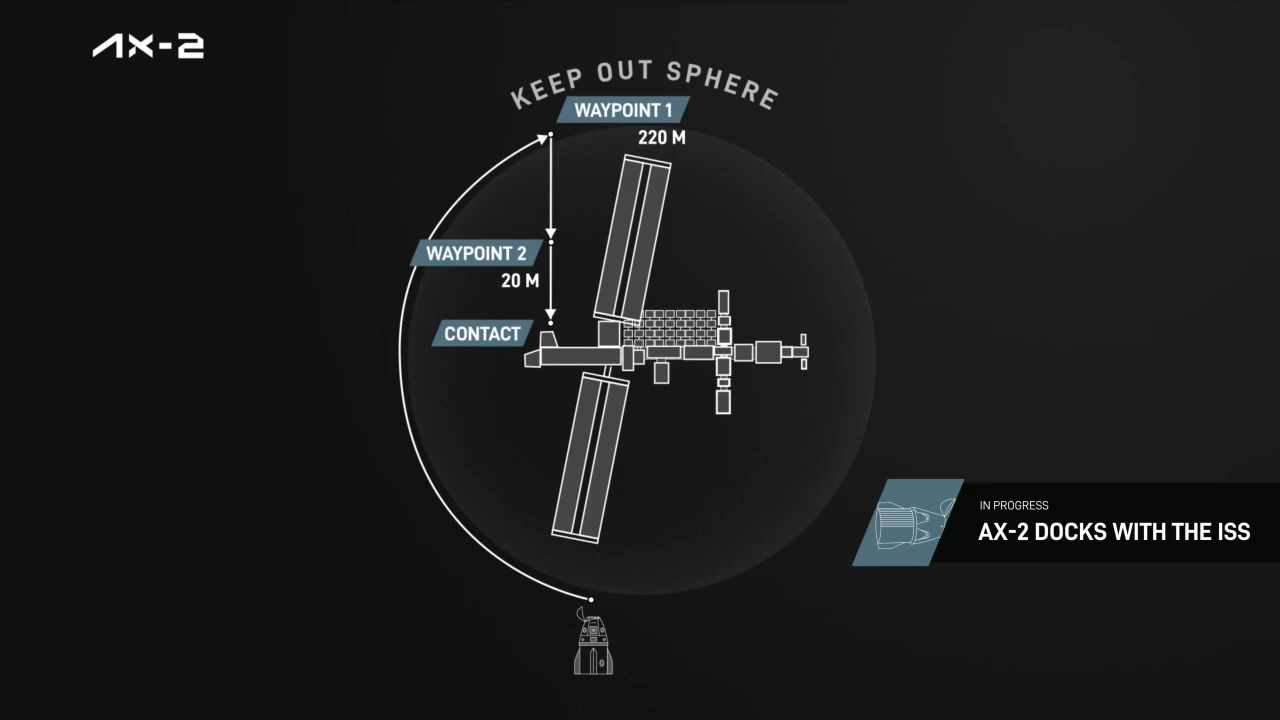 AX-2
KEEP OUT SPHERE
WAYPOINT 1
220 M
WAYPOINT 2
20 M
CONTACT
IN PROGRESS
AX-2 DOCKS WITH THE ISS